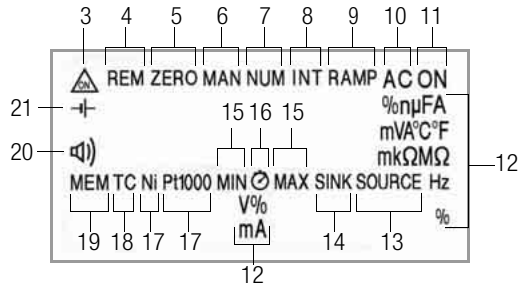 3 4 5 6 7 8 9 10 11
ON REM ZERO MAN NUM INT RAMP AC ON
21 %nµFA
mVA°C°F
15 16 15 12
20 mkΩMΩ
MEM TC Ni Pt1000 MIN MAX SINK SOURCE Hz
19 18 17 17 V% 14 13 %
mA
12